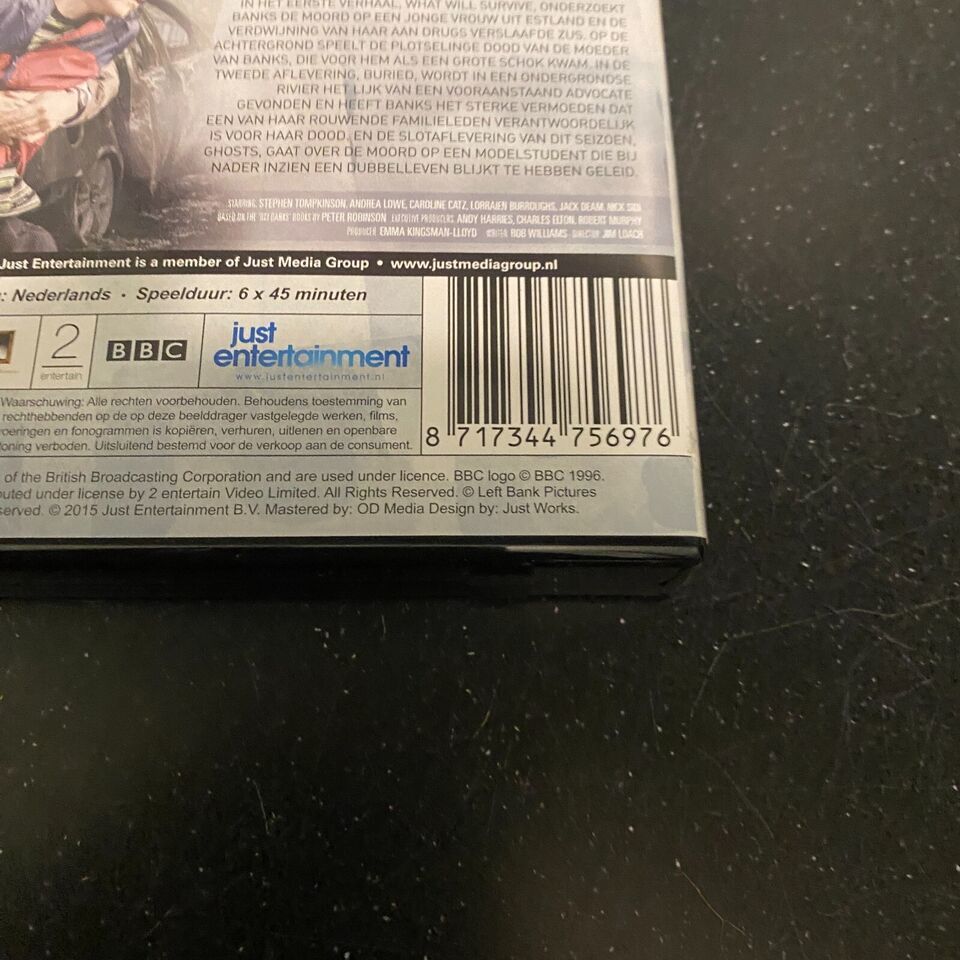 IN HET EERSTE VERHAAL, WHAT WILL SURVIVE, ONDERZOEKT
BANKS DE MOORD OP EEN JONGE VROUW UIT ESTLAND EN DE
VERDWIJNING VAN HAAR AAN DRUGS VERSLAAFDE ZUS. OP DE
ACHTERGROND SPEELT DE PLOTSELINGE DOOD VAN DE MOEDER
VAN BANKS, DIE VOOR HEM ALS EEN GROTE SCHOK KWAM. IN DE
TWEEDE AFLEVERING, BURIED, WORDT IN EEN ONDERGRONDSE
RIVIER HET LIJK VAN EEN VOORAANSTAAND ADVOCATE
GEVONDEN EN HEEFT BANKS HET STERKE VERMOEDEN DAT
EEN VAN HAAR ROUWENDE FAMILIELEDEN VERANTWOORDELIJK
IS VOOR HAAR DOOD. EN DE SLOTAFLEVERING VAN DIT SEIZOEN,
GHOSTS, GAAT OVER DE MOORD OP EEN MODELSTUDENT DIE BIJ
NADER INZIEN EEN DUBBELLEVEN BLIJKT TE HEBBEN GELEID.
STARRING STEPHEN TOMPKINSON, ANDREA LOWE, CAROLINE CATZ, LORRAIEN BURROUGHS, JACK DEAM, NICK
BASED ON THE 'DCI BANKS' BOOKS BY PETER ROBINSON EXECUTIVE PRODUCERS ANDY HARRIES, CHARLES ELTON, ROBERT MURPHY
PRODUCER EMMA KINGSMAN-LLOYD WRITER BOB WILLIAMS DIRECTOR JIM LOACH
Just Entertainment is a member of Just Media Group • www.justmediagroup.nl
: Nederlands · Speelduur: 6 x 45 minuten
2
entertain
BBC
just
entertainment
www.justentertainment.nl
Waarschuwing: Alle rechten voorbehouden. Behoudens toestemming van
rechthebbenden op de op deze beelddrager vastgelegde werken, films,
voeringen en fonogrammen is kopiëren, verhuren, uitlenen en openbare
oning verboden. Uitsluitend bestemd voor de verkoop aan de consument.
8 717344 756976
of the British Broadcasting Corporation and are used under licence. BBC logo © BBC 1996.
uted under license by 2 entertain Video Limited. All Rights Reserved. © Left Bank Pictures
served. © 2015 Just Entertainment B.V. Mastered by: OD Media Design by: Just Works.